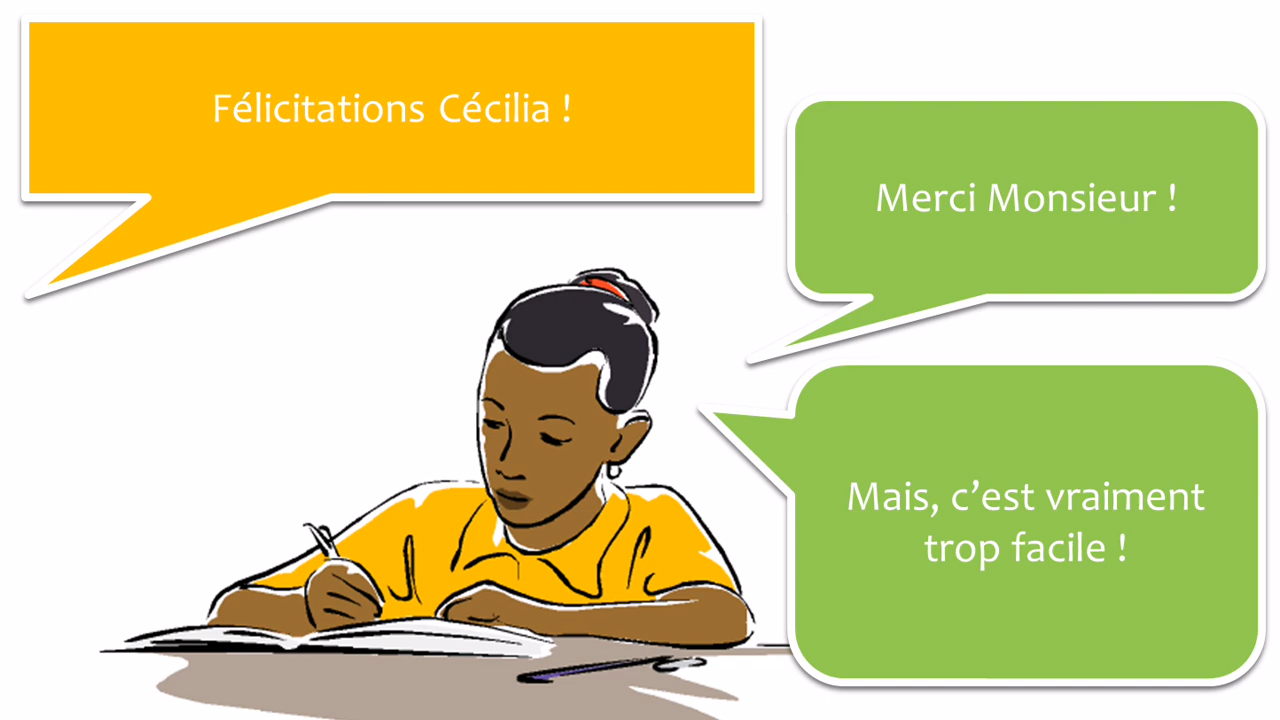 Félicitations Cécilia !
Merci Monsieur !
Mais, c’est vraiment
trop facile !